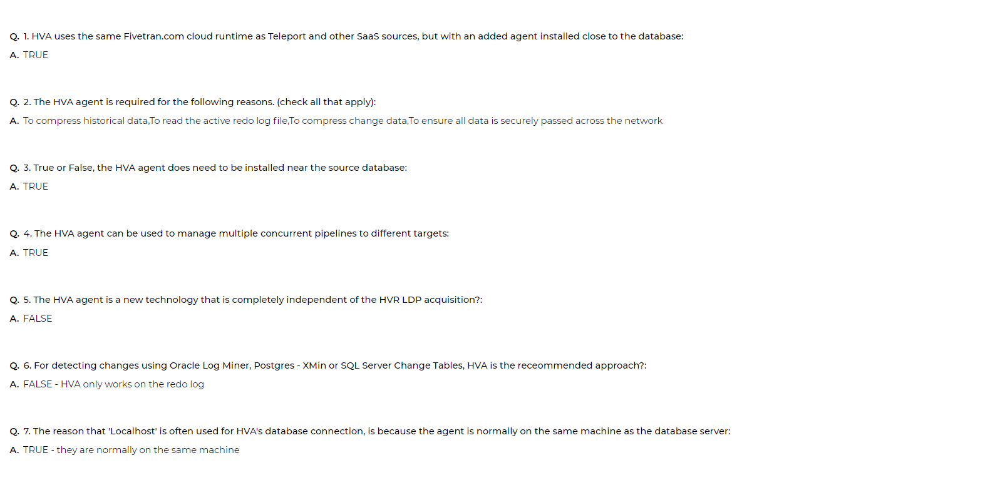 Q. 1. HVA uses the same Fivetran.com cloud runtime as Teleport and other SaaS sources, but with an added agent installed close to the database:
A. TRUE
Q. 2. The HVA agent is required for the following reasons. (check all that apply):
A. To compress historical data,To read the active redo log file,To compress change data,To ensure all data is securely passed across the network
Q. 3. True or False, the HVA agent does need to be installed near the source database:
A. TRUE
Q. 4. The HVA agent can be used to manage multiple concurrent pipelines to different targets:
A. TRUE
Q. 5. The HVA agent is a new technology that is completely independent of the HVR LDP acquisition?:
A. FALSE
Q. 6. For detecting changes using Oracle Log Miner, Postgres - XMin or SQL Server Change Tables, HVA is the receommended approach?:
A. FALSE - HVA only works on the redo log
Q. 7. The reason that 'Localhost' is often used for HVA's database connection, is because the agent is normally on the same machine as the database server:
A. TRUE - they are normally on the same machine